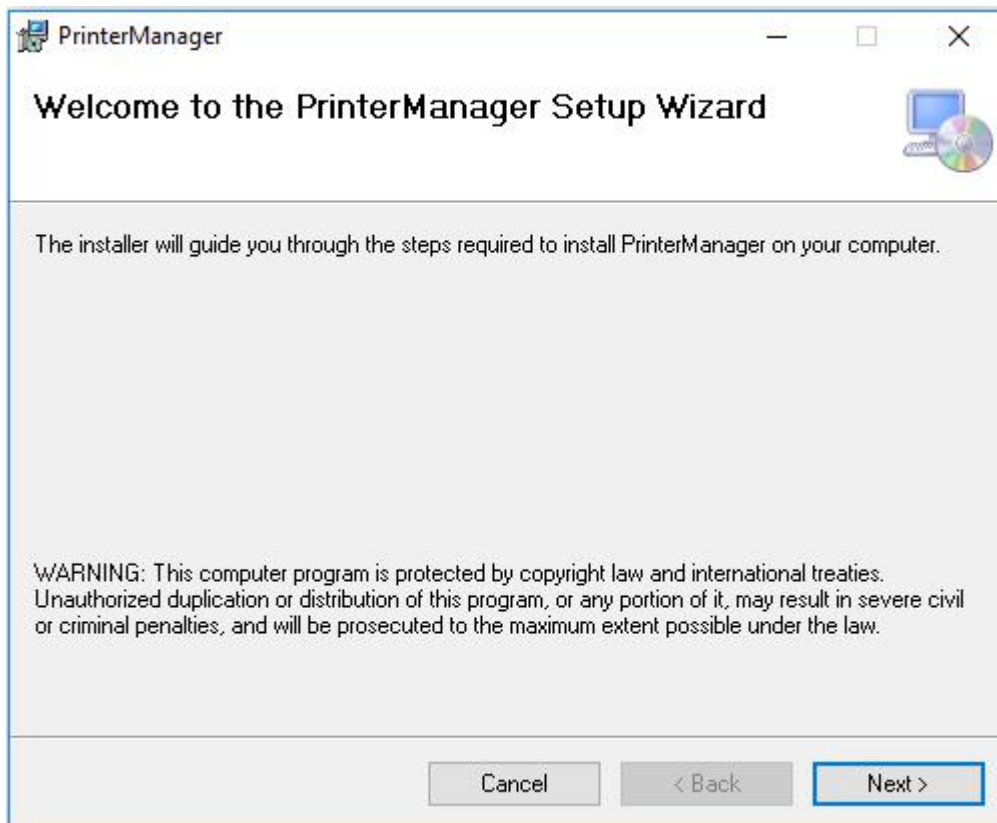 PrinterManager
Welcome to the PrinterManager Setup Wizard
The installer will guide you through the steps required to install PrinterManager on your computer.
WARNING: This computer program is protected by copyright law and international treaties.
Unauthorized duplication or distribution of this program, or any portion of it, may result in severe civil
or criminal penalties, and will be prosecuted to the maximum extent possible under the law.
Cancel < Back Next >